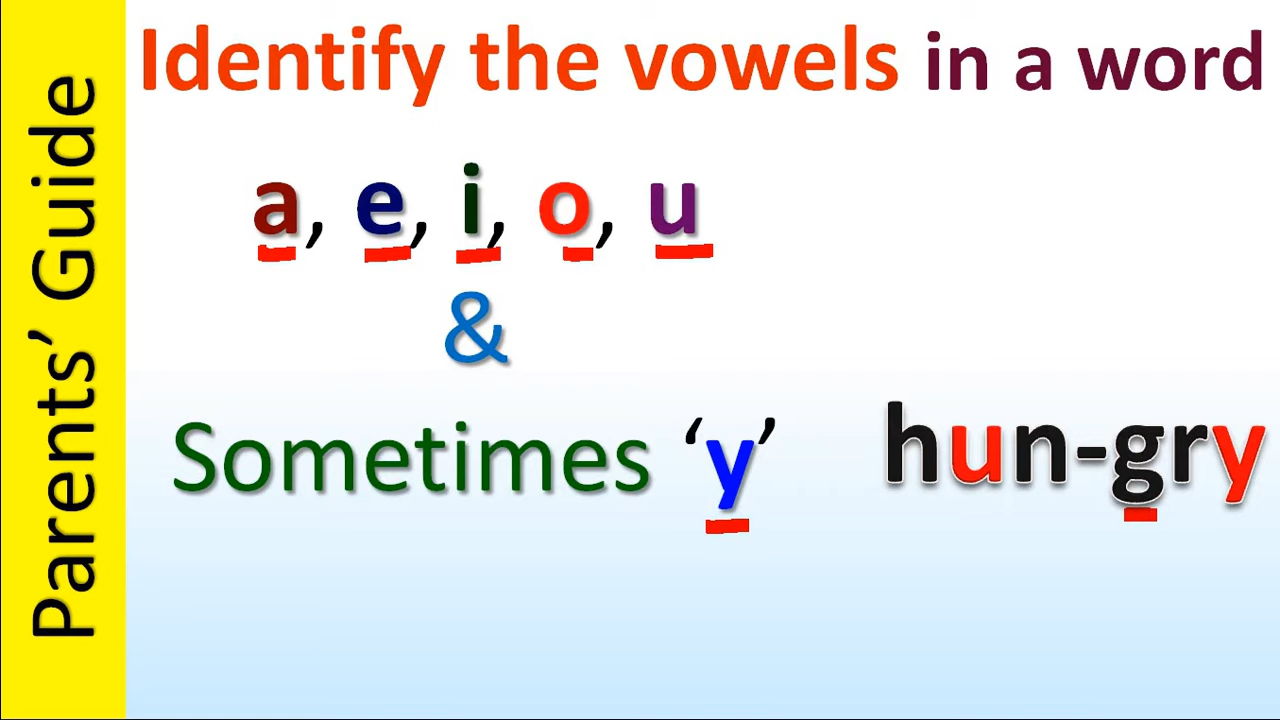 Parents’ Guide
Identify the vowels in a word
a, e, i, o, u
&
Sometimes ‘y’ hun-gry